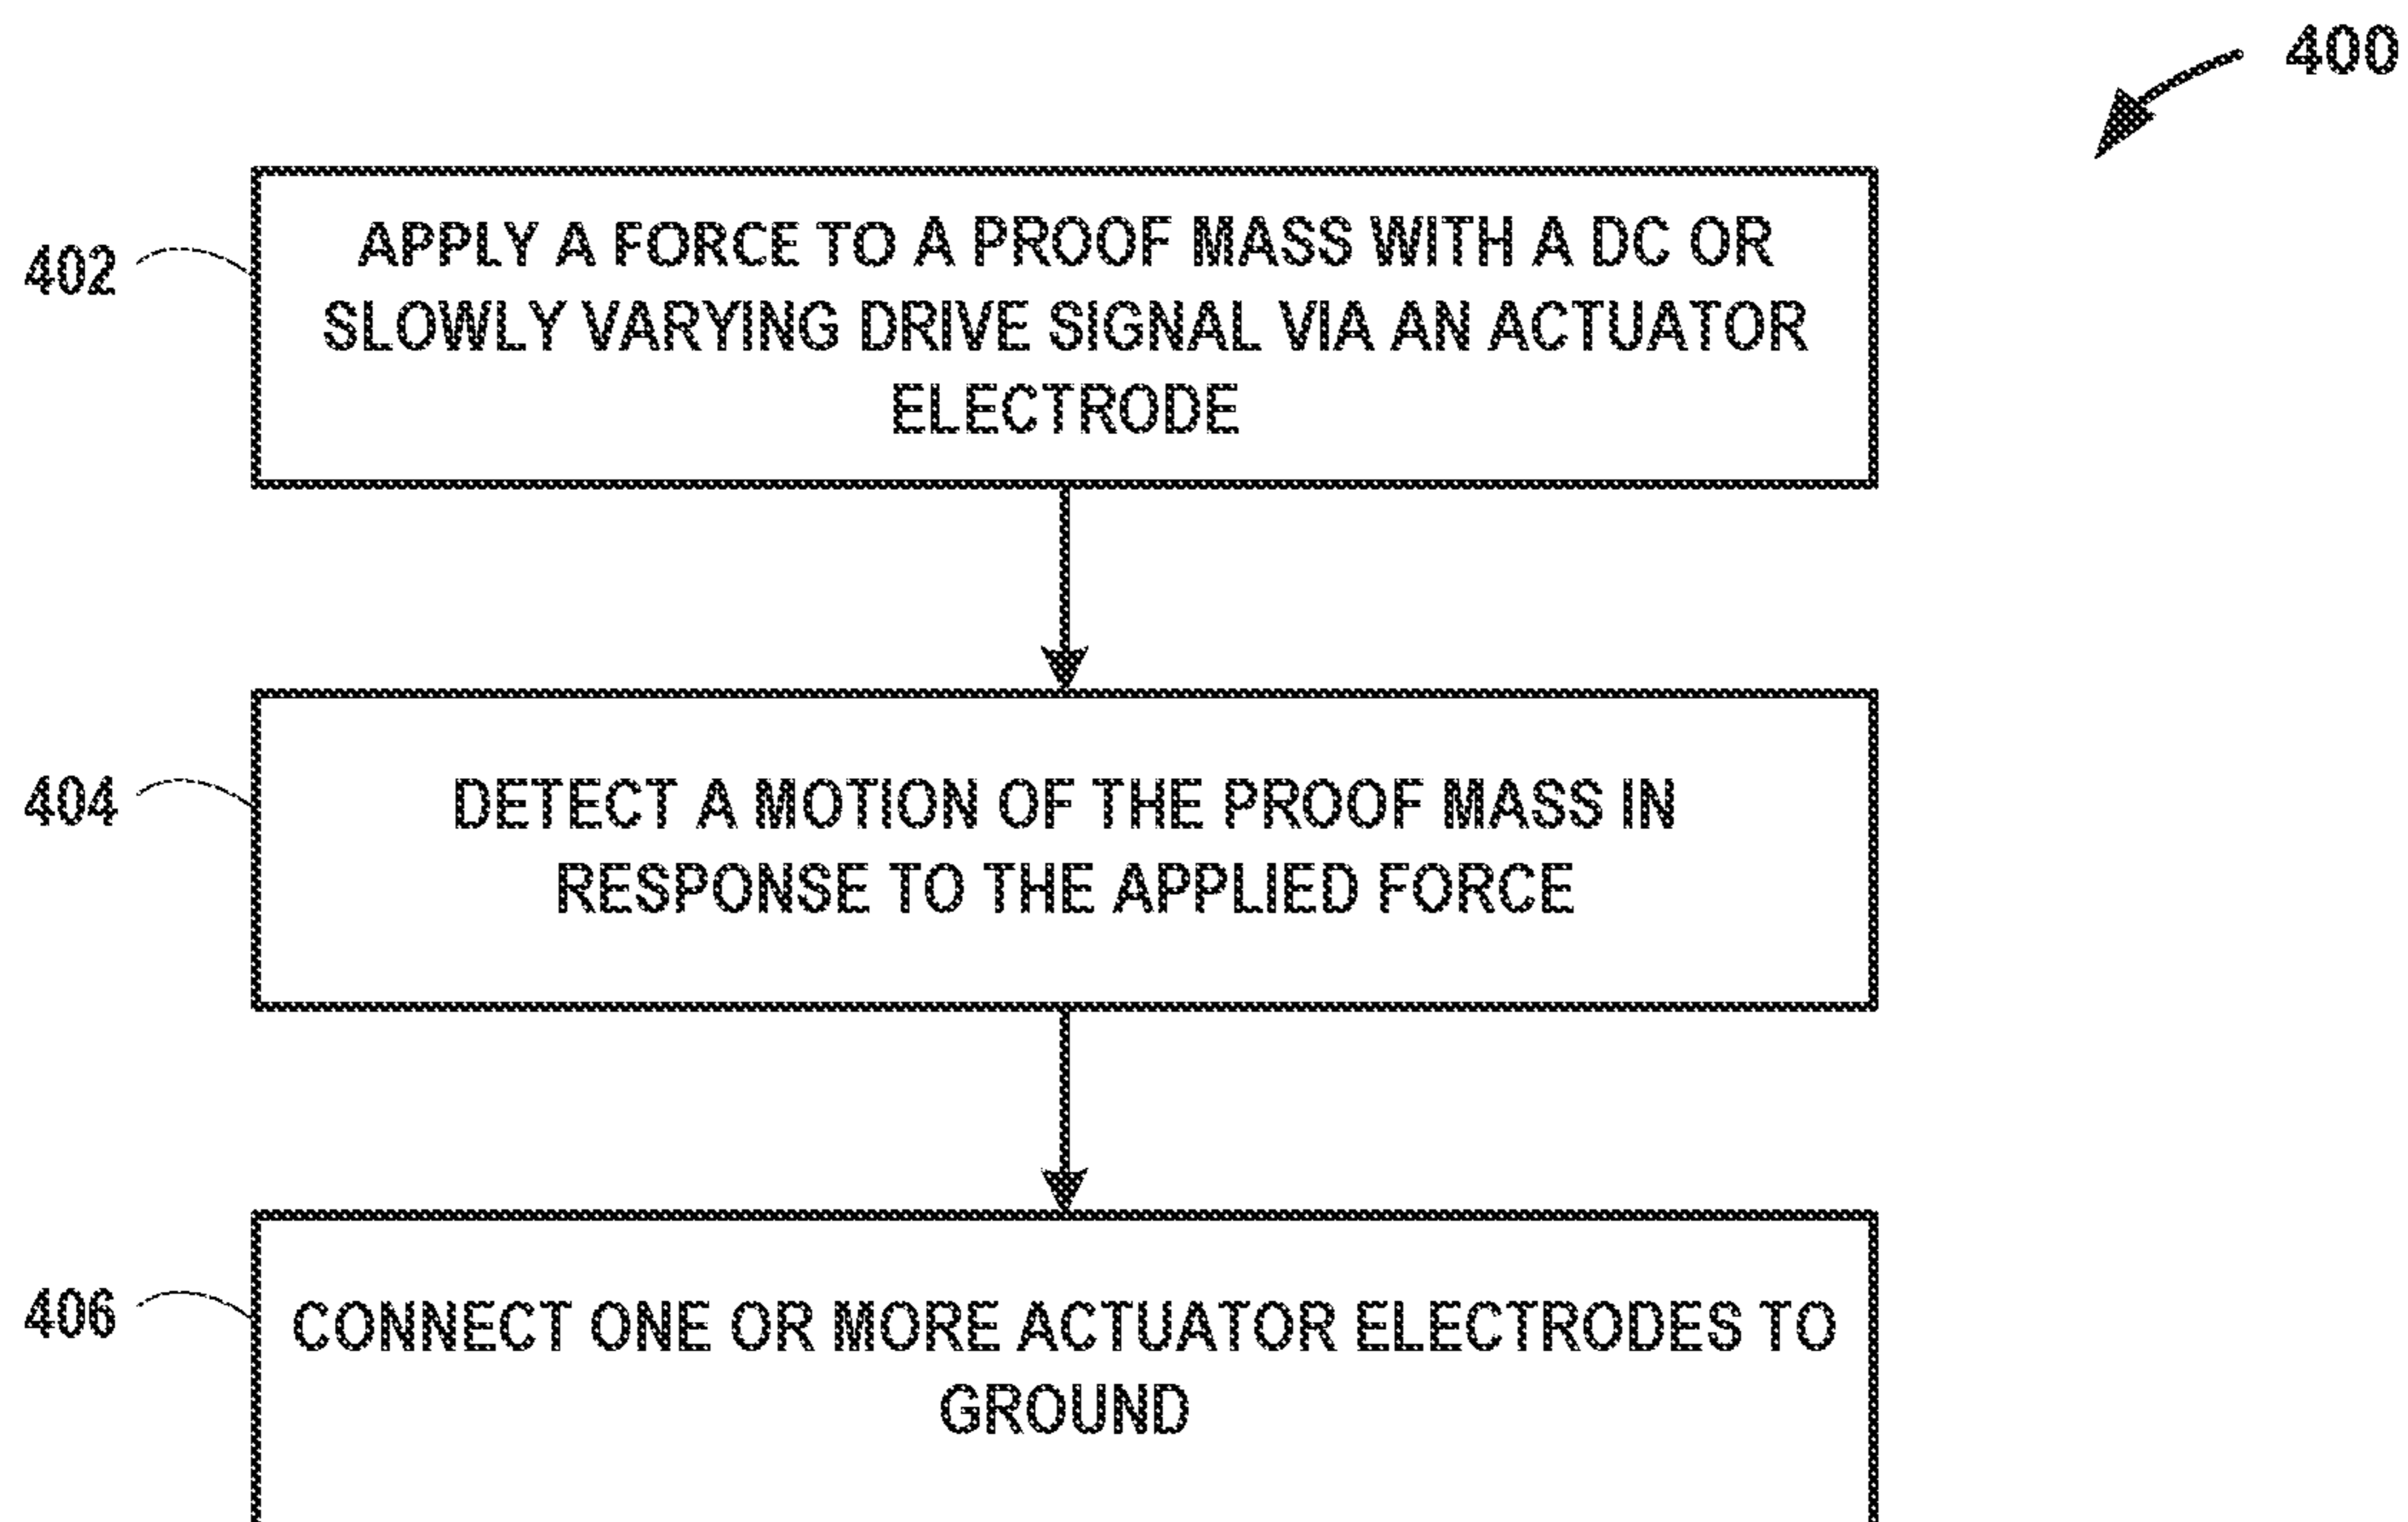 400
402
APPLY A FORCE TO A PROOF MASS WITH A DC OR
SLOWLY VARYING DRIVE SIGNAL VIA AN ACTUATOR
ELECTRODE
404
DETECT A MOTION OF THE PROOF MASS IN
RESPONSE TO THE APPLIED FORCE
406
CONNECT ONE OR MORE ACTUATOR ELECTRODES TO
GROUND